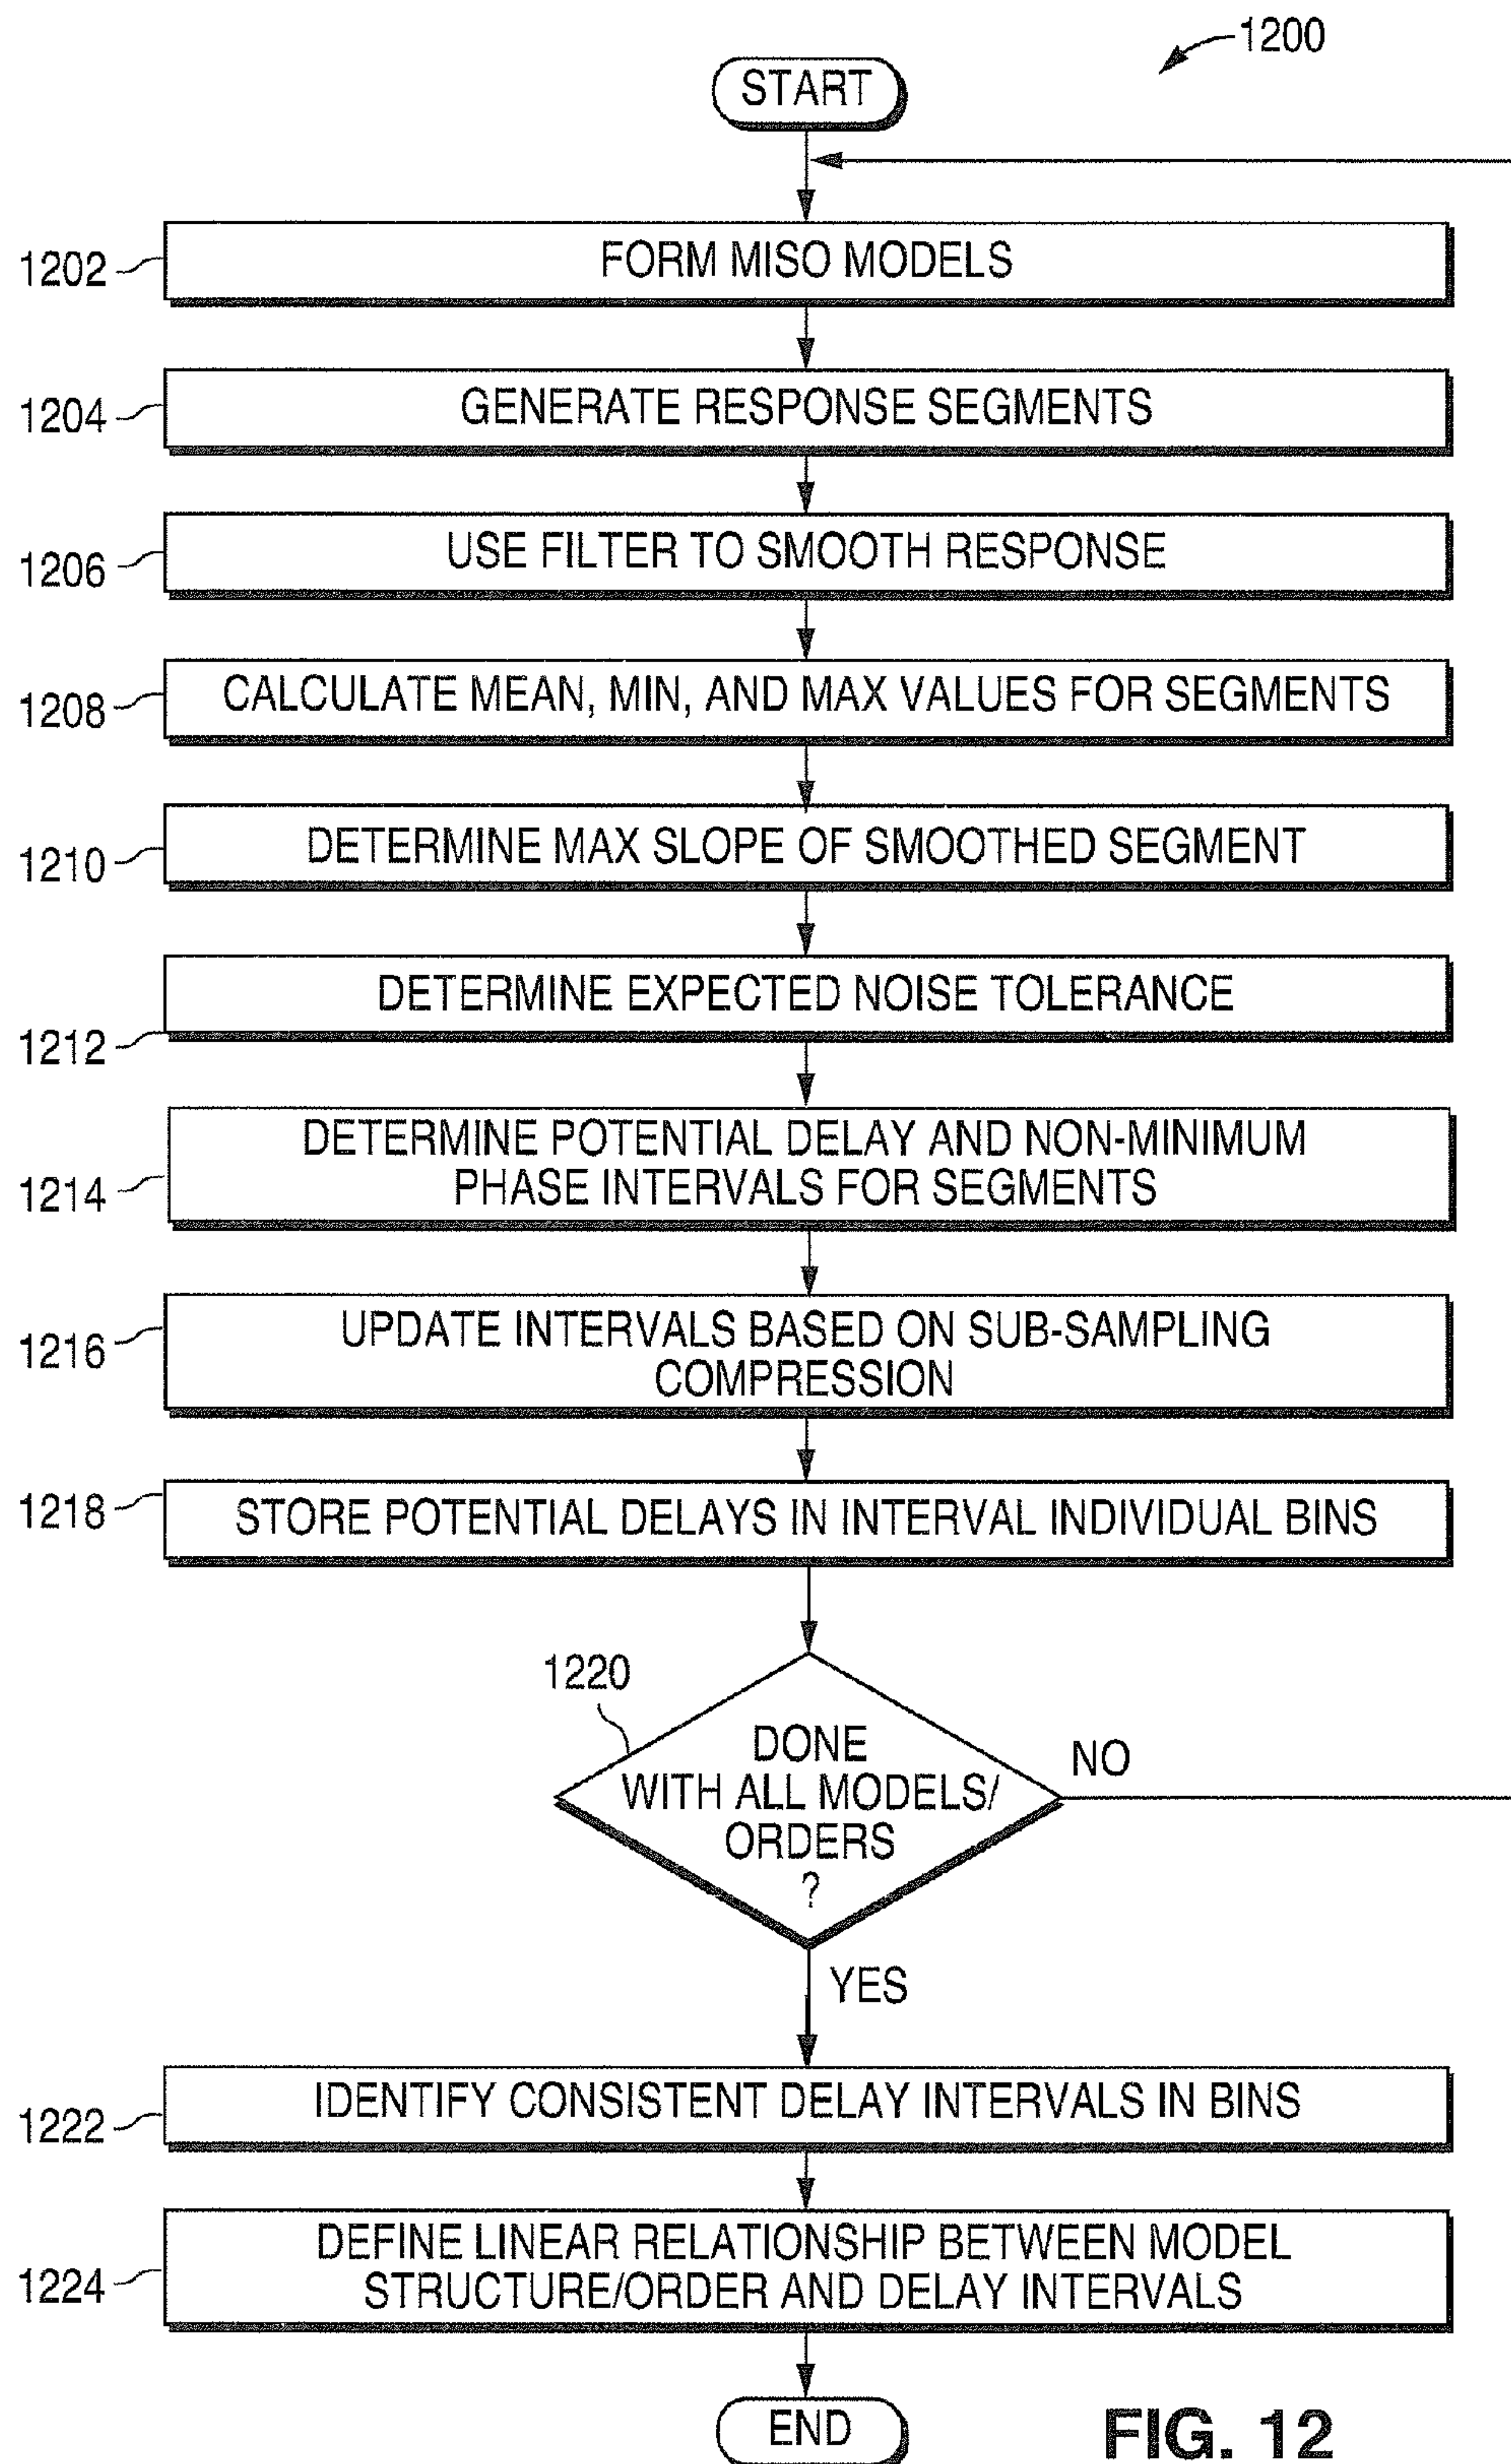 1200
START
1202
FORM MISO MODELS
1204
GENERATE RESPONSE SEGMENTS
1206
USE FILTER TO SMOOTH RESPONSE
1208
CALCULATE MEAN, MIN, AND MAX VALUES FOR SEGMENTS
1210
DETERMINE MAX SLOPE OF SMOOTHED SEGMENT
1212
DETERMINE EXPECTED NOISE TOLERANCE
1214
DETERMINE POTENTIAL DELAY AND NON-MINIMUM
PHASE INTERVALS FOR SEGMENTS
1216
UPDATE INTERVALS BASED ON SUB-SAMPLING
COMPRESSION
1218
STORE POTENTIAL DELAYS IN INTERVAL INDIVIDUAL BINS
1220
DONE
WITH ALL MODELS/
ORDERS
?
NO
YES
1222
IDENTIFY CONSISTENT DELAY INTERVALS IN BINS
1224
DEFINE LINEAR RELATIONSHIP BETWEEN MODEL
STRUCTURE/ORDER AND DELAY INTERVALS
END
FIG. 12